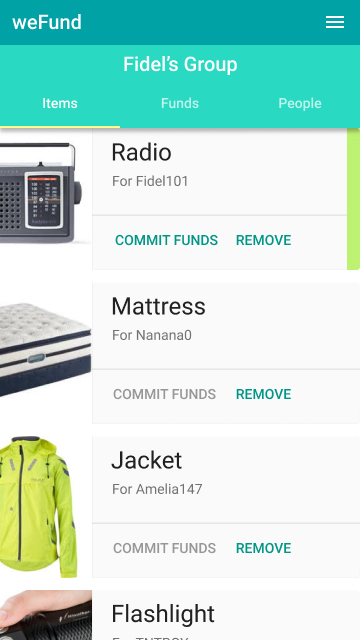 weFund
Fidel's Group
Items Funds People
Radio
For Fidel101
COMMIT FUNDS REMOVE
Mattress
For Nanana0
COMMIT FUNDS REMOVE
Jacket
For Amelia147
COMMIT FUNDS REMOVE
Flashlight